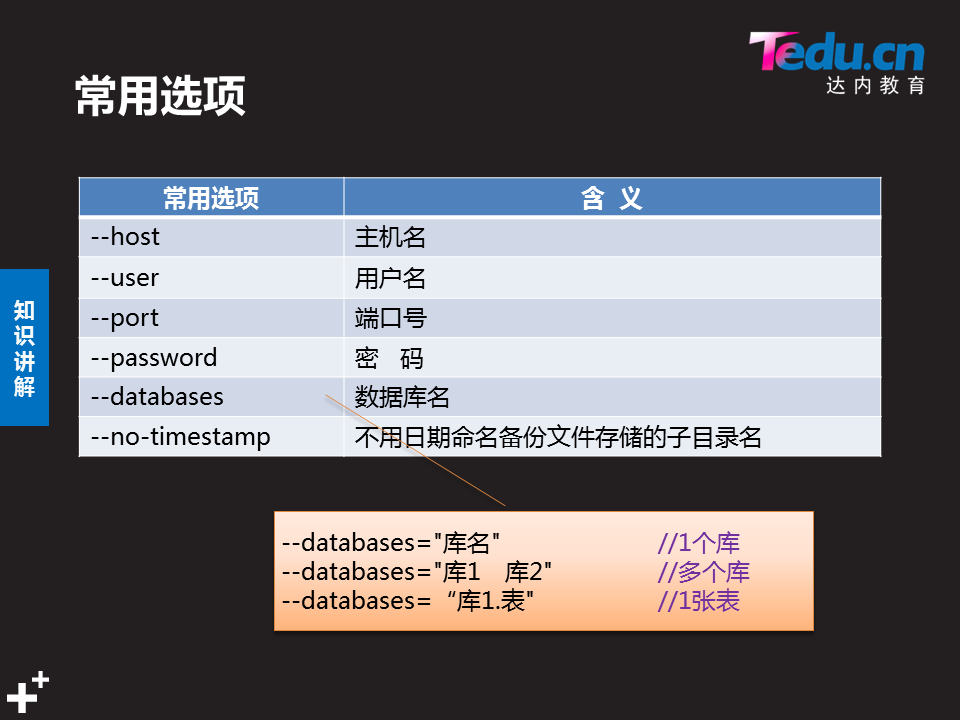 Tedu.cn
达内教育
常用选项
常用选项 含 义
--host 主机名
--user 用户名
--port 端口号
--password 密 码
--databases 数据库名
--no-timestamp 不用日期命名备份文件存储的子目录名
知识讲解
--databases="库名" //1个库
--databases="库1 库2" //多个库
--databases=“库1.表" //1张表